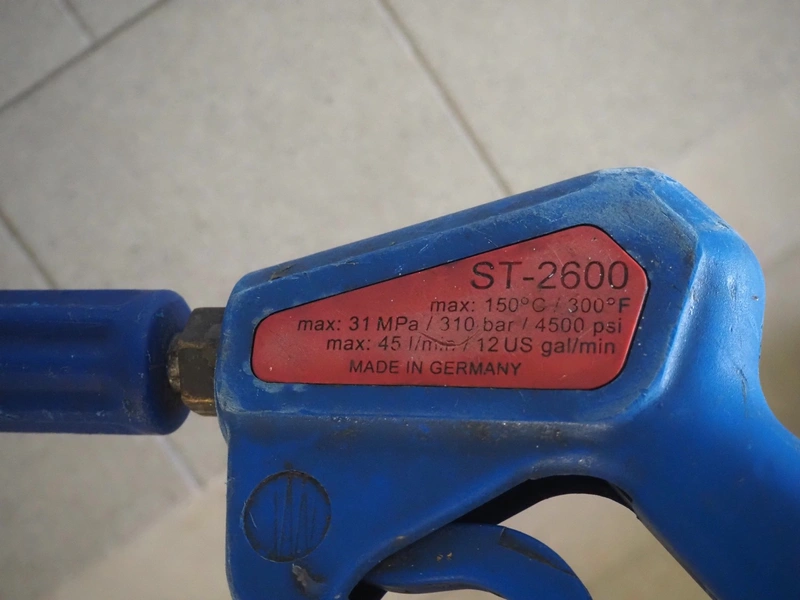 ST-2600
max: 150°C / 300°F
max: 31 MPa / 310 bar / 4500 psi
max: 45 l/min / 12 US gal/min
MADE IN GERMANY